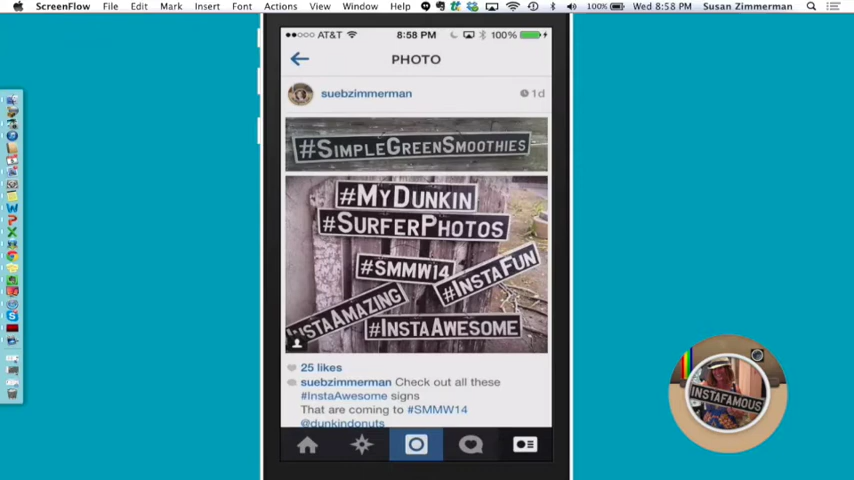 ScreenFlow File Edit Mark Insert Font Actions View Window Help 100% Wed 8:58 PM Susan Zimmerman
AT&T 8:58 PM 100%
PHOTO
suebzimmerman 1d
#SIMPLEGREENSMOOTHIES
#MYDUNKIN
#SURFERPHOTOS
#SMMW14
#INSTAFUN
INSTAAMAZING
#INSTAAWESOME
25 likes
suebzimmerman Check out all these
#InstaAwesome signs
That are coming to #SMMW14
@dunkindonuts
INSTAFAMOUS